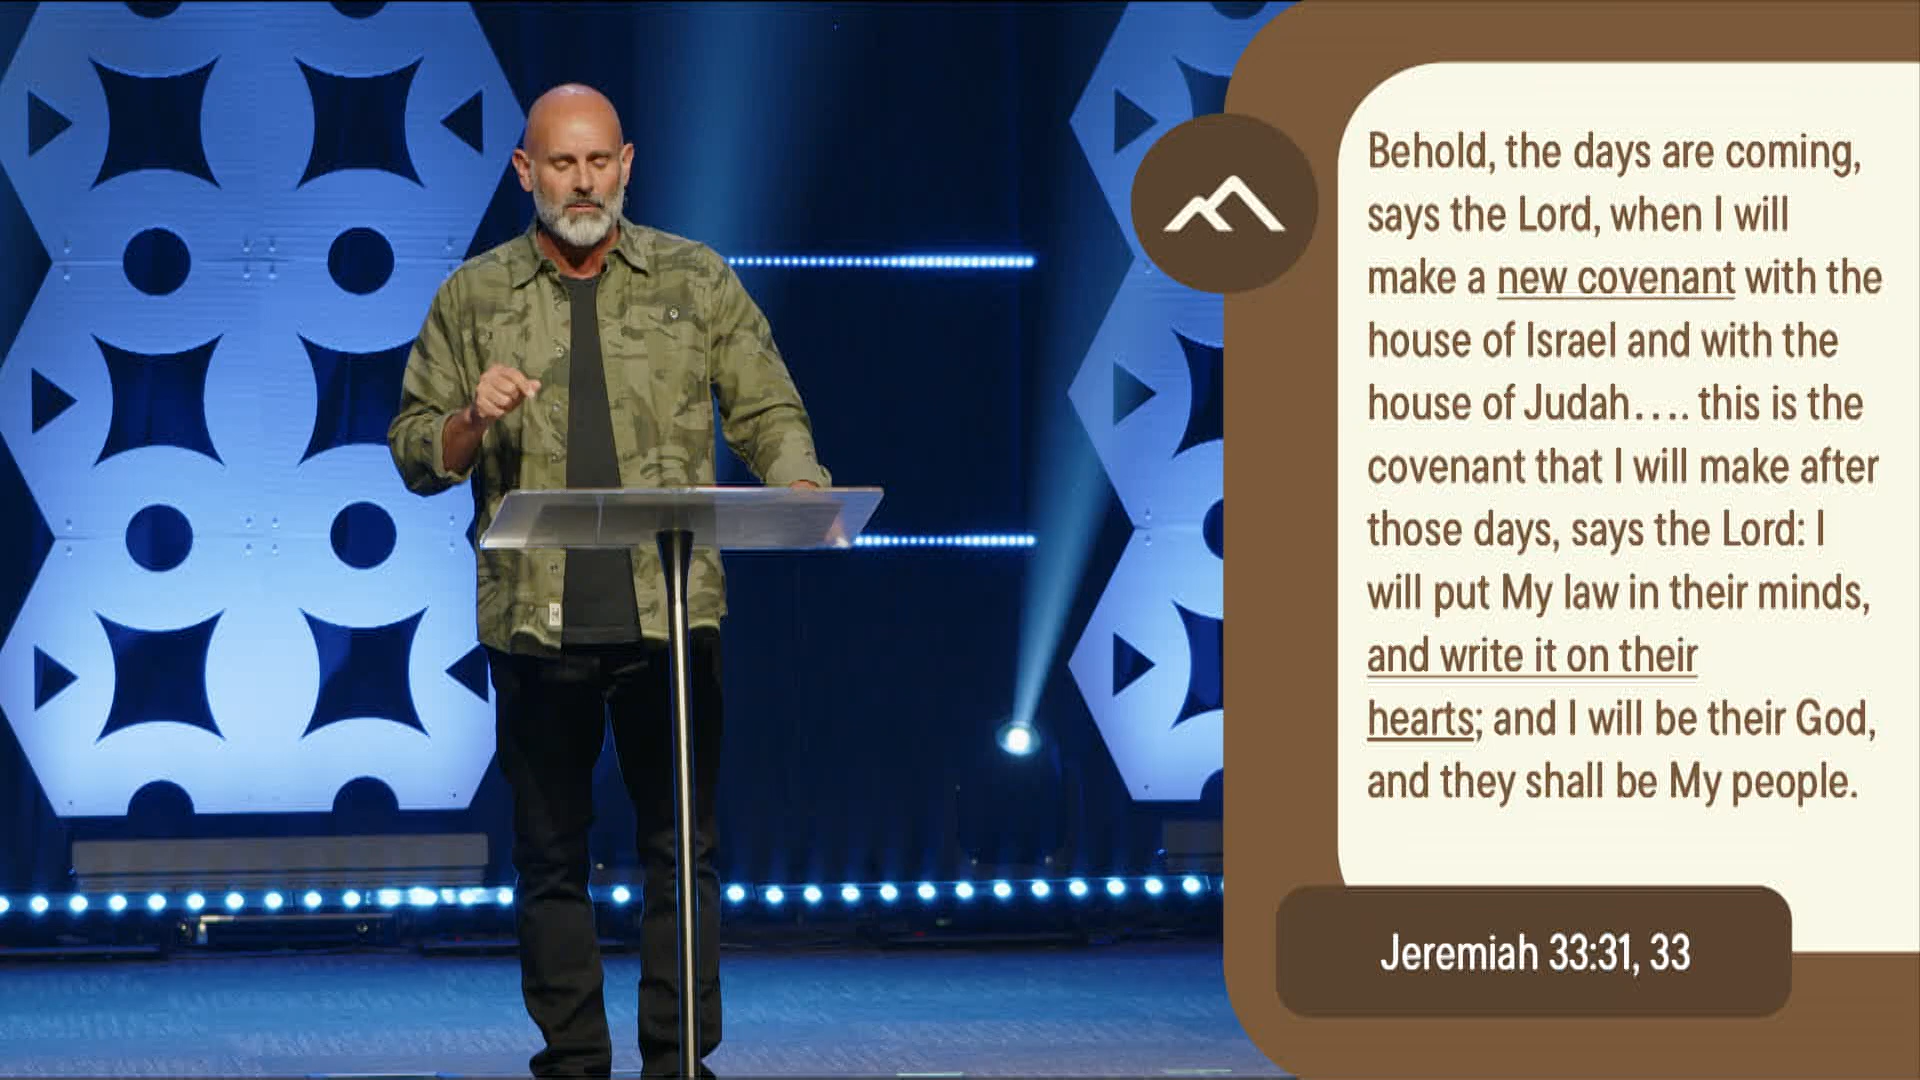 Behold, the days are coming,
says the Lord, when I will
make a new covenant with the
house of Israel and with the
house of Judah.... this is the
covenant that I will make after
those days, says the Lord: I
will put My law in their minds,
and write it on their
hearts; and I will be their God,
and they shall be My people.
Jeremiah 33:31, 33